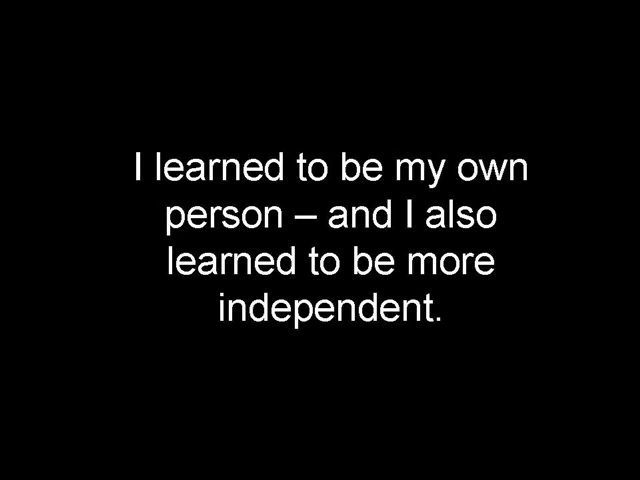 I learned to be my own
person – and I also
learned to be more
independent.